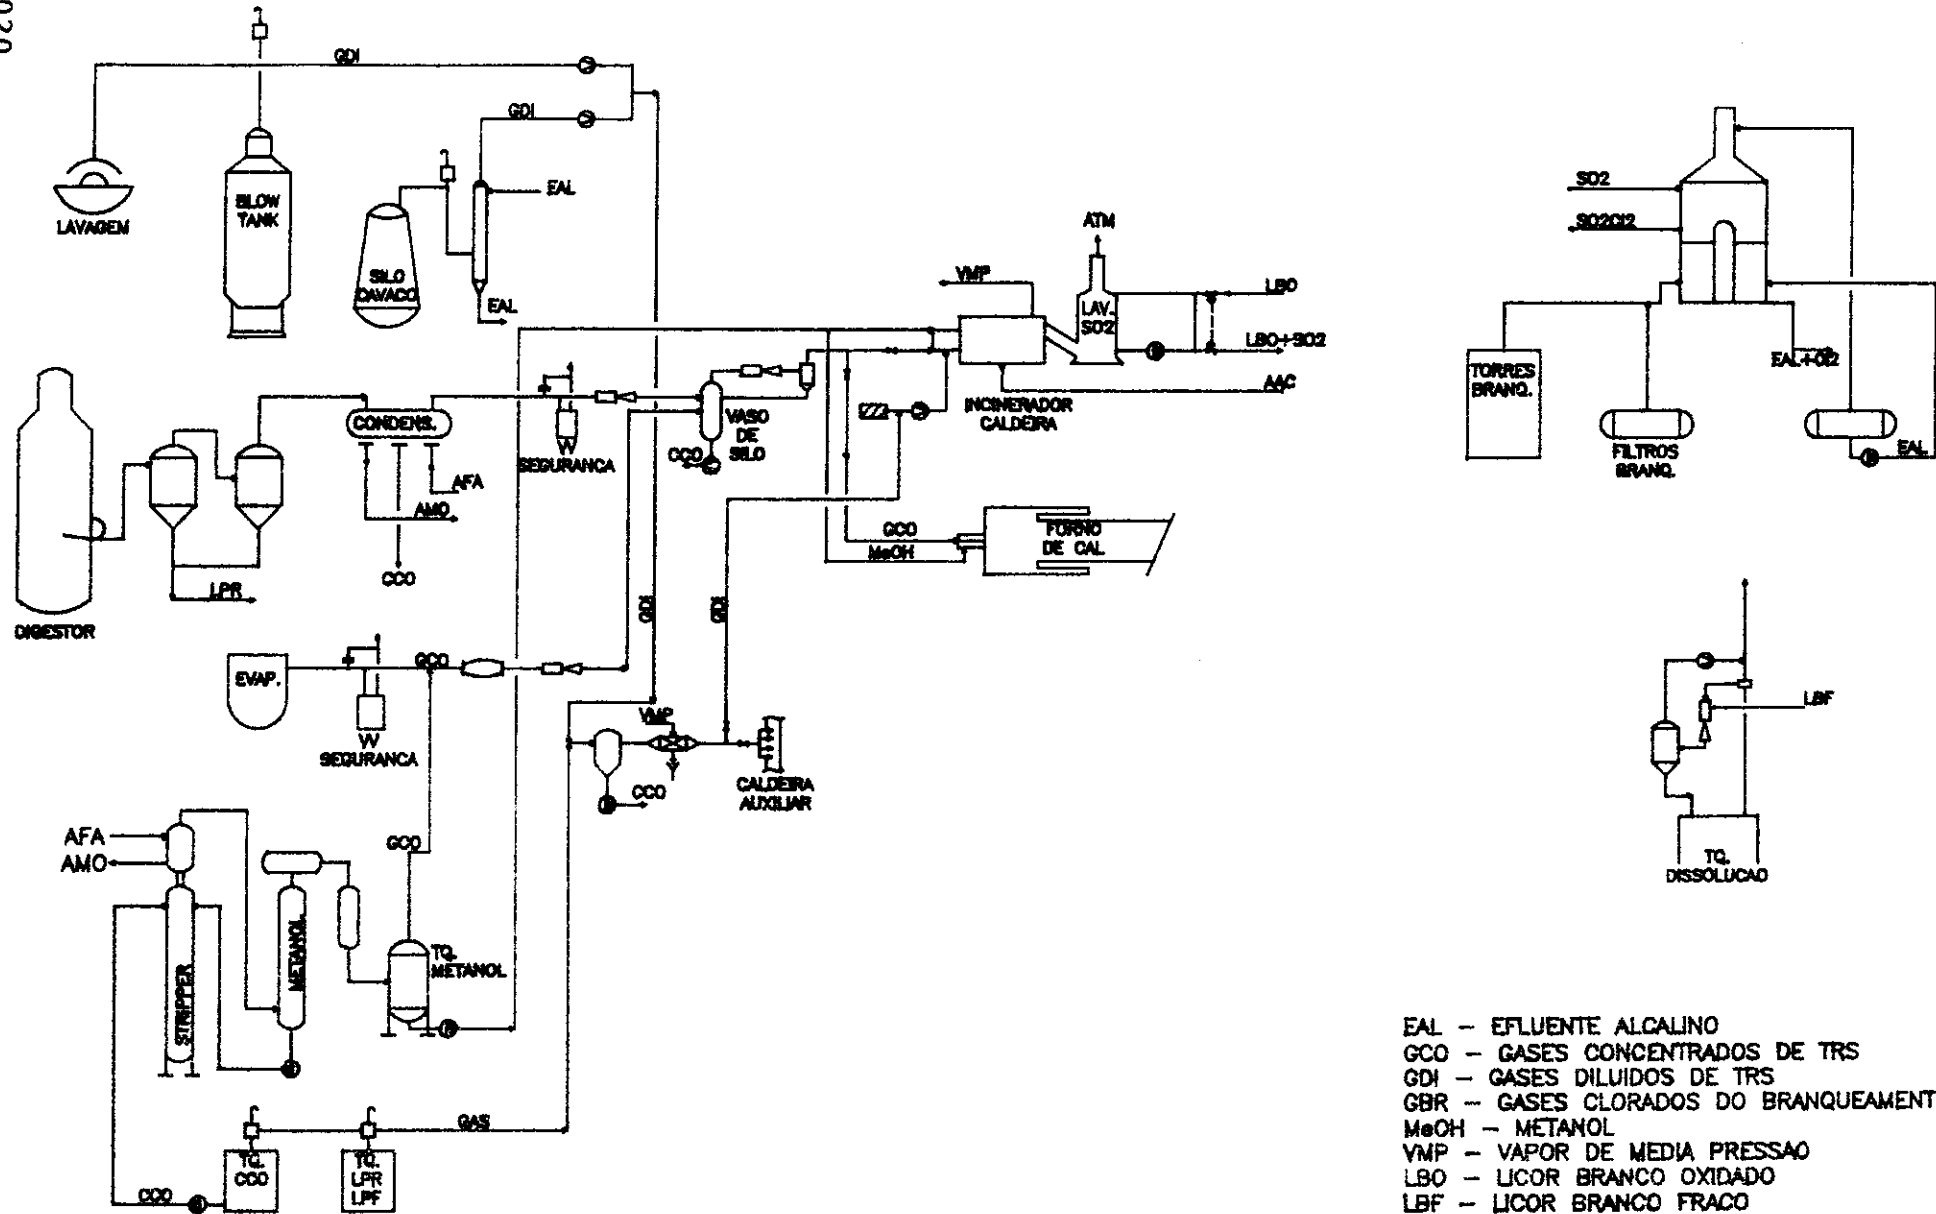 GDI
GDI
LAVAGEM
BLOW
TANK
SILO
CAVACO
EAL
EAL
ATM
VMP
LAV.
SO2
LBO
LBO+SO2
AAC
INCINERADOR
CALDEIRA
SO2
SO2Cl2
TORRES
BRANQ.
FILTROS
BRANQ.
EAL+Cl2
EAL
CONDENS.
AFA
AMO
CCO
LPR
DIGESTOR
VV
SEGURANCA
VASO
DE
SILO
CCO
GCO
MeOH
FORNO
DE CAL
GDI
GDI
EVAP.
GCO
VV
SEGURANCA
VMP
CCO
CALDEIRA
AUXILIAR
LBF
TQ.
DISSOLUCAO
AFA
AMO
STRIPPER
METANOL
GCO
TQ.
METANOL
GAS
TQ.
CCO
TQ.
LPR
LPF
CCO
EAL – EFLUENTE ALCALINO
GCO – GASES CONCENTRADOS DE TRS
GDI – GASES DILUIDOS DE TRS
GBR – GASES CLORADOS DO BRANQUEAMENT
MeOH – METANOL
VMP – VAPOR DE MEDIA PRESSAO
LBO – LICOR BRANCO OXIDADO
LBF – LICOR BRANCO FRACO